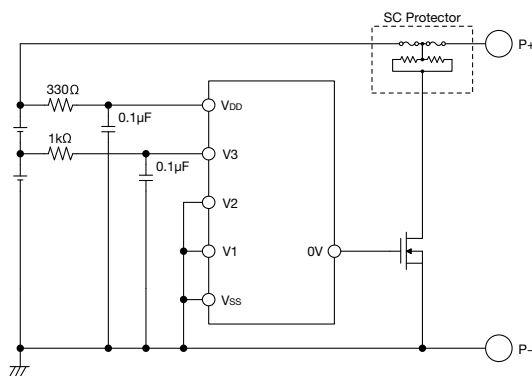 SC Protector
P+
330Ω
0.1μF
VDD
1kΩ
0.1μF
V3
V2
V1
0V
VSS
P−